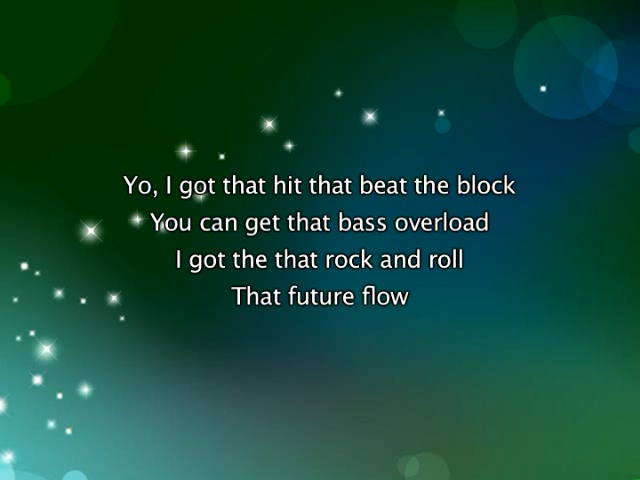 Yo, I got that hit that beat the block
You can get that bass overload
I got the that rock and roll
That future flow